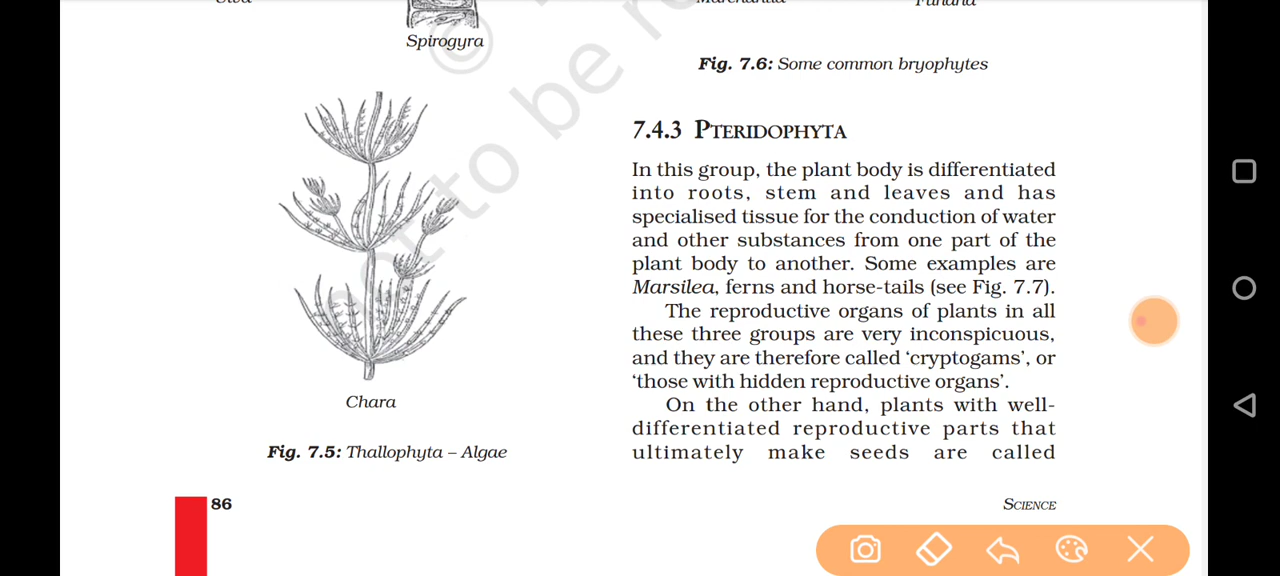 Spirogyra
Chara
Fig. 7.5: Thallophyta – Algae
Fig. 7.6: Some common bryophytes
7.4.3 PTERIDOPHYTA
In this group, the plant body is differentiated
into roots, stem and leaves and has
specialised tissue for the conduction of water
and other substances from one part of the
plant body to another. Some examples are
Marsilea, ferns and horse-tails (see Fig. 7.7).
The reproductive organs of plants in all
these three groups are very inconspicuous,
and they are therefore called ‘cryptogams’, or
‘those with hidden reproductive organs’.
On the other hand, plants with well-
differentiated reproductive parts that
ultimately make seeds are called
86
SCIENCE
©
not to be